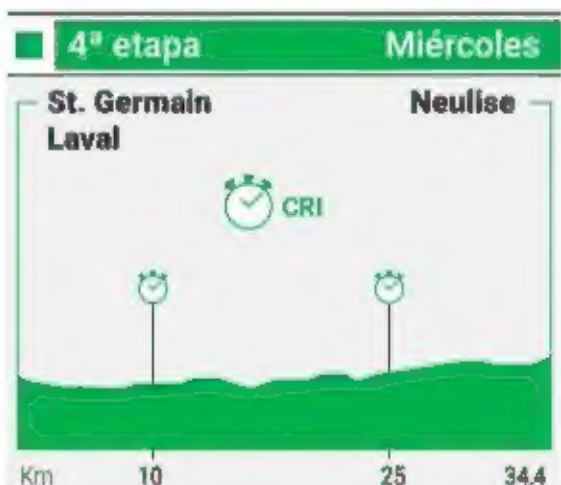 4ª etapa Miércoles
St. Germain Neulise
Laval
CRI
Km 10 25 34,4